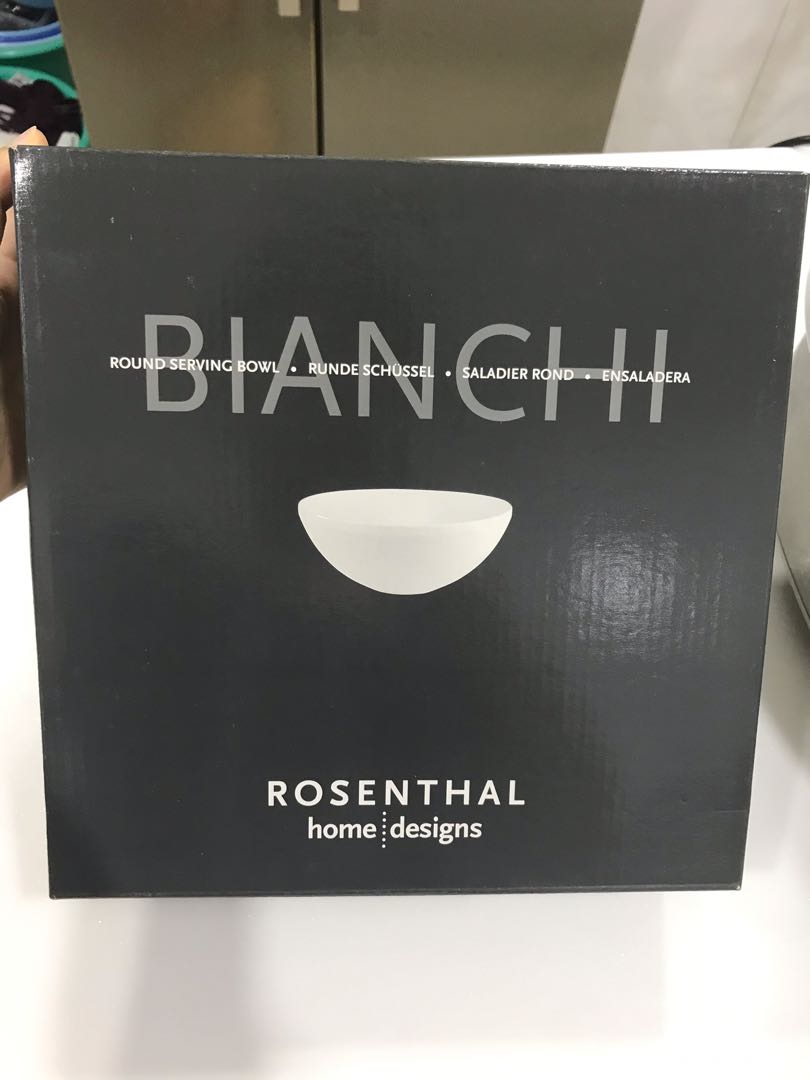 BIANCHI
ROUND SERVING BOWL • RUNDE SCHÜSSEL • SALADIER ROND • ENSALADERA
ROSENTHAL
home designs